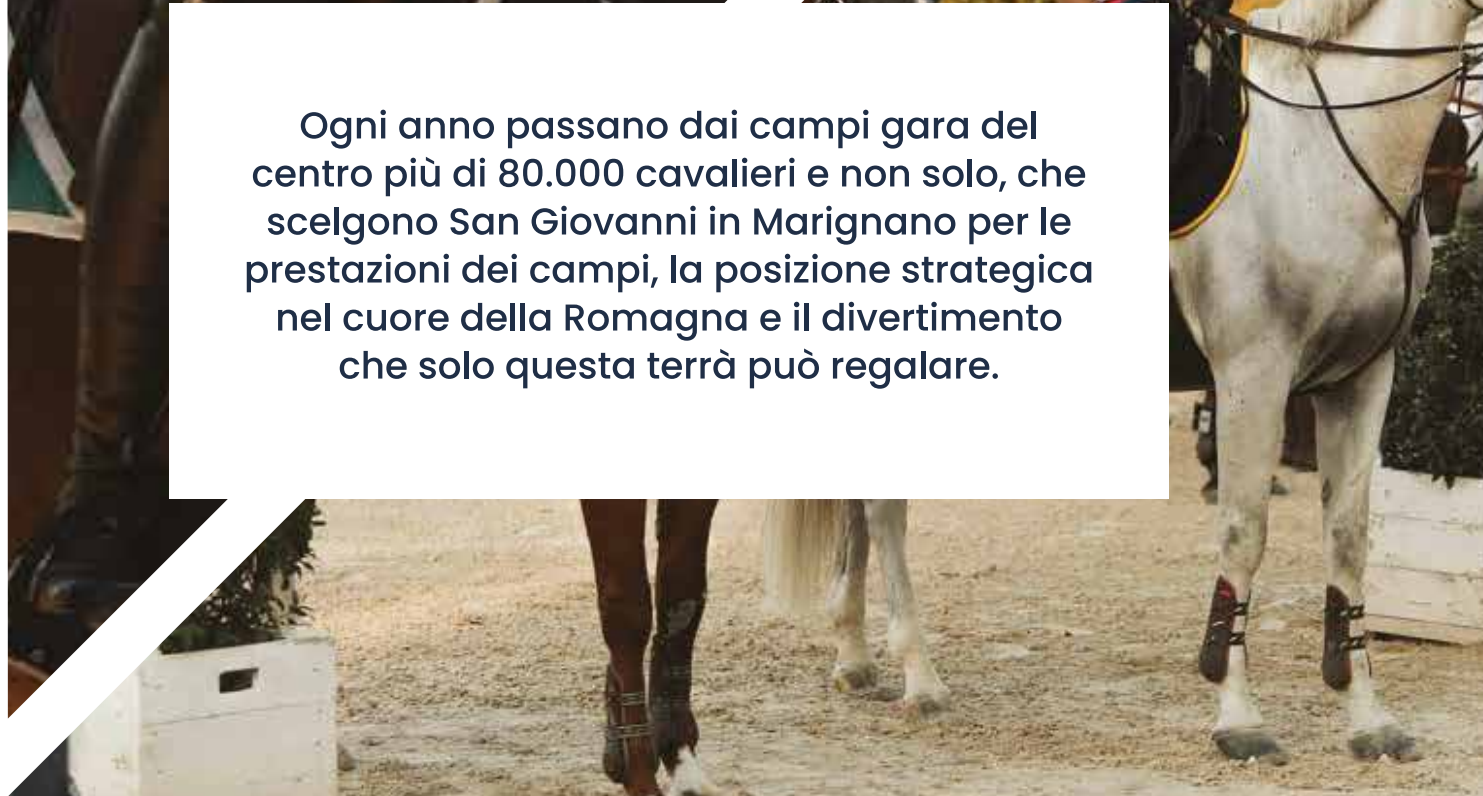 Ogni anno passano dai campi gara del
centro più di 80.000 cavalieri e non solo, che
scelgono San Giovanni in Marignano per le
prestazioni dei campi, la posizione strategica
nel cuore della Romagna e il divertimento
che solo questa terrà può regalare.